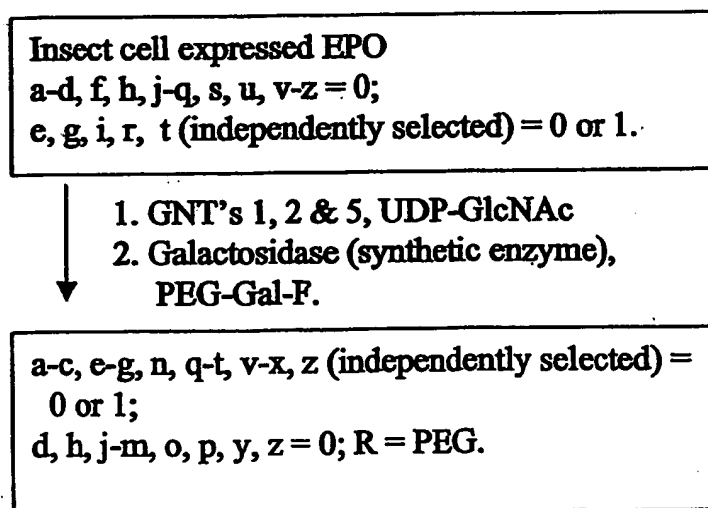 Insect cell expressed EPO
a-d, f, h, j-q, s, u, v-z = 0;
e, g, i, r, t (independently selected) = 0 or 1.
1. GNT's 1, 2 & 5, UDP-GlcNAc
2. Galactosidase (synthetic enzyme),
PEG-Gal-F.
a-c, e-g, n, q-t, v-x, z (independently selected) =
0 or 1;
d, h, j-m, o, p, y, z = 0; R = PEG.